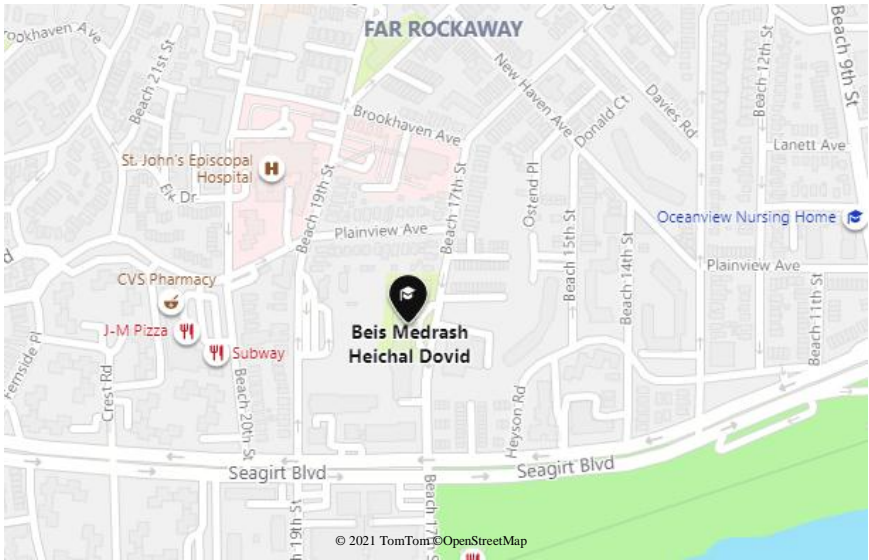 FAR ROCKAWAY
ookhaven Ave
Beach 21st St
Beach 12th St
Beach 9th St
New Haven Ave
Donald Ct
Davies Rd
Brookhaven Ave
Lanett Ave
St. John's Episcopal
Hospital
Elk Dr
Beach 19th St
Beach 17th St
Ostend Pl
Plainview Ave
Oceanview Nursing Home
Beach 15th St
Beach 14th St
Plainview Ave
d
CVS Pharmacy
J-M Pizza
Subway
Beis Medrash
Heichal Dovid
Beach 11th St
Fernside Pl
Crest Rd
Beach 20th St
Heyson Rd
Seagirt Blvd
Seagirt Blvd
19th St
Beach 17th
© 2021 TomTom ©OpenStreetMap